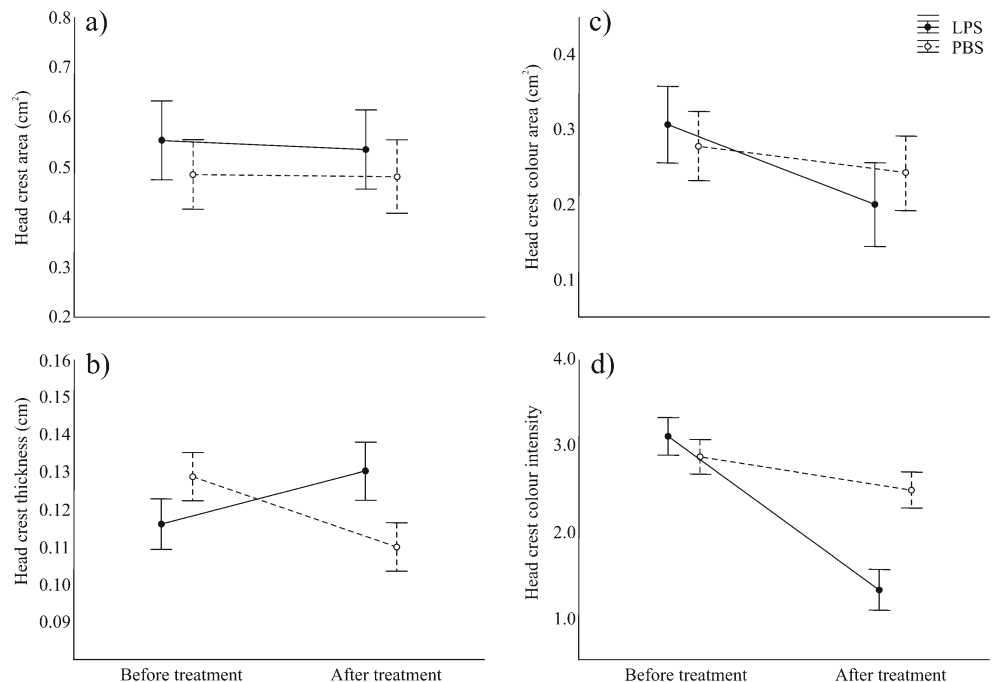 a)
Head crest area (cm²)
0.8
0.7
0.6
0.5
0.4
0.3
0.2
c)
Head crest colour area (cm²)
0.4
0.3
0.2
0.1
LPS
PBS
b)
Head crest thickness (cm)
0.16
0.15
0.14
0.13
0.12
0.11
0.10
0.09
Before treatment
After treatment
d)
Head crest colour intensity
4.0
3.0
2.0
1.0
Before treatment
After treatment